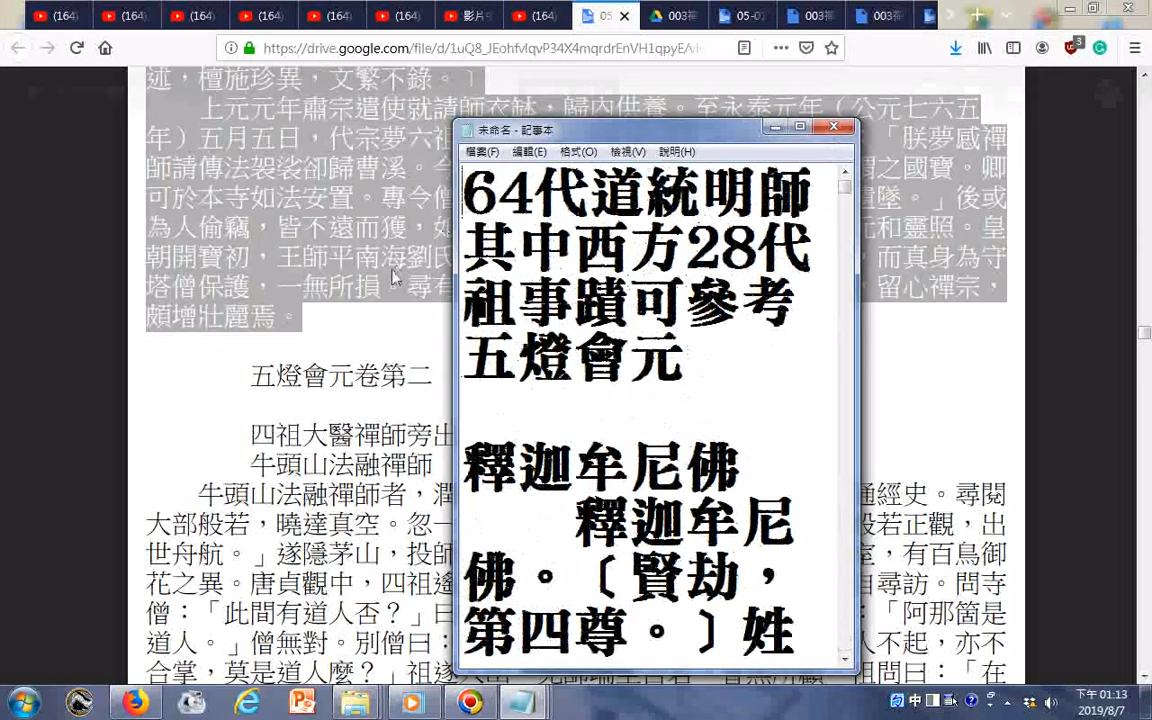 (164)
(164)
(164)
(164)
(164)
影片
(164)
05
003
05-0
003
003
https://drive.google.com/file/d/1uQ8_JEohfvlqvP34X4mqrdrEnVH1qpyE/vi
述，檀施珍異，文繁不錄。﹞
上元元年肅宗遣使就請師衣缽，歸內供養。至永泰元年（公元七六五
年）五月五日，代宗夢六祖
「朕夢感禪
師請傳法袈裟卻歸曹溪。今
謂之國寶。卿
可於本寺如法安置。專令僧
遺墜。」後或
為人偷竊，皆不遠而獲，如
元和靈照。皇
朝開寶初，王師平南海劉氏
而真身為守
塔僧保護，一無所損。尋有
留心禪宗，
頗增壯麗焉。
五燈會元卷第二
四祖大醫禪師旁出
牛頭山法融禪師
牛頭山法融禪師者，潤
通經史。尋閱
大部般若，曉達真空。忽一
般若正觀，出
世舟航。」遂隱茅山，投師
室，有百鳥御
花之異。唐貞觀中，四祖遙
自尋訪。問寺
僧：「此間有道人否？」曰
「阿那箇是
道人。」僧無對。別僧曰：
人不起，亦不
合掌，莫是道人麼？」祖遂
祖問曰：「在
未命名 - 記事本
檔案(F) 編輯(E) 格式(O) 檢視(V) 說明(H)
64代道統明師
其中西方28代
祖事蹟可參考
五燈會元
釋迦牟尼佛
釋迦牟尼
佛。﹝賢劫，
第四尊。﹞姓
中
下午 01:13
2019/8/7